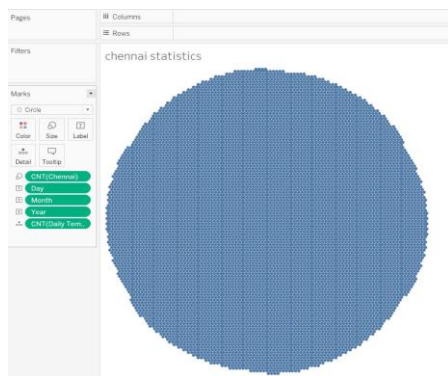 Pages
Columns
Rows
Filters
chennai statistics
Marks
Circle
Color Size Label
Detail Tooltip
CNT(Chennai)
Day
Month
Year
CNT(Daily Tem..